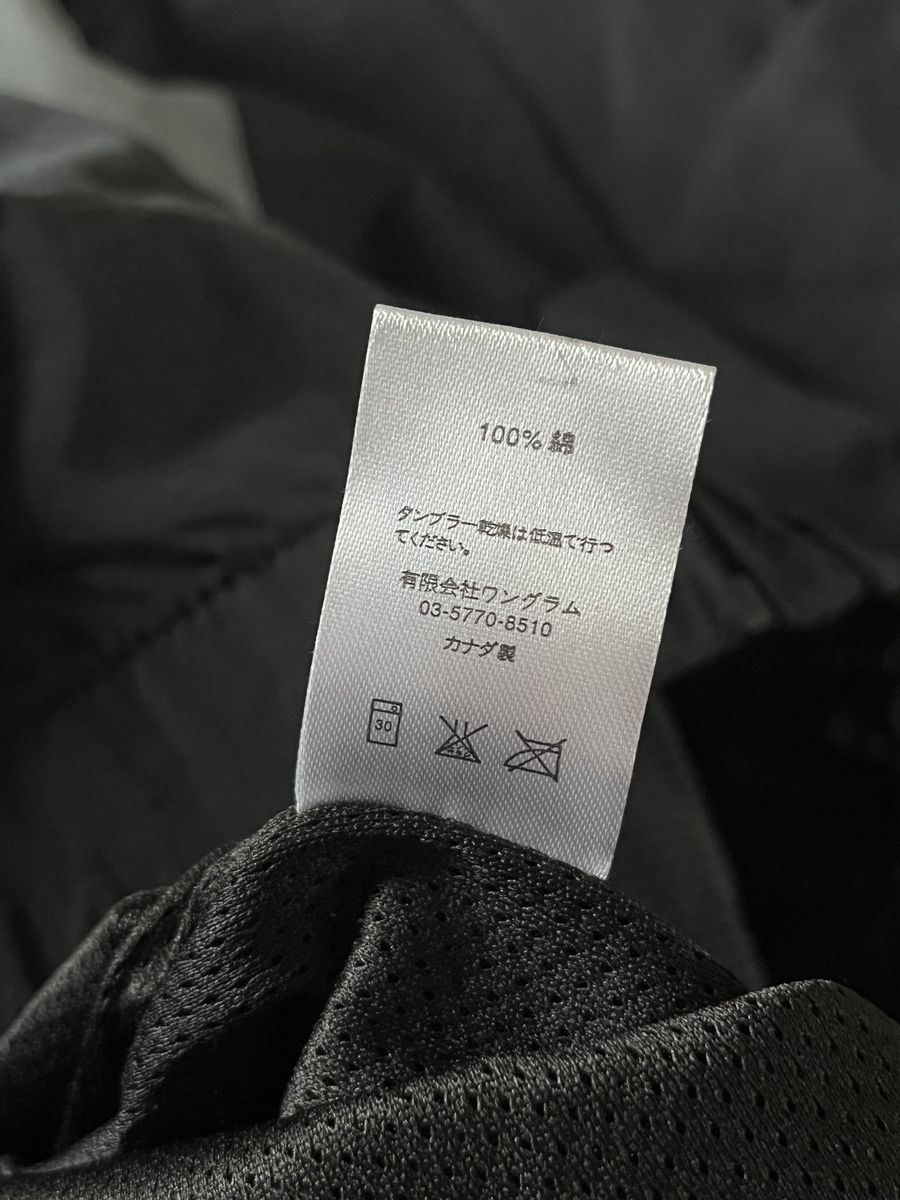 100% 綿
タンブラー乾燥は低温で行つ
てください。
有限会社ワングラム
03-5770-8510
カナダ製
30